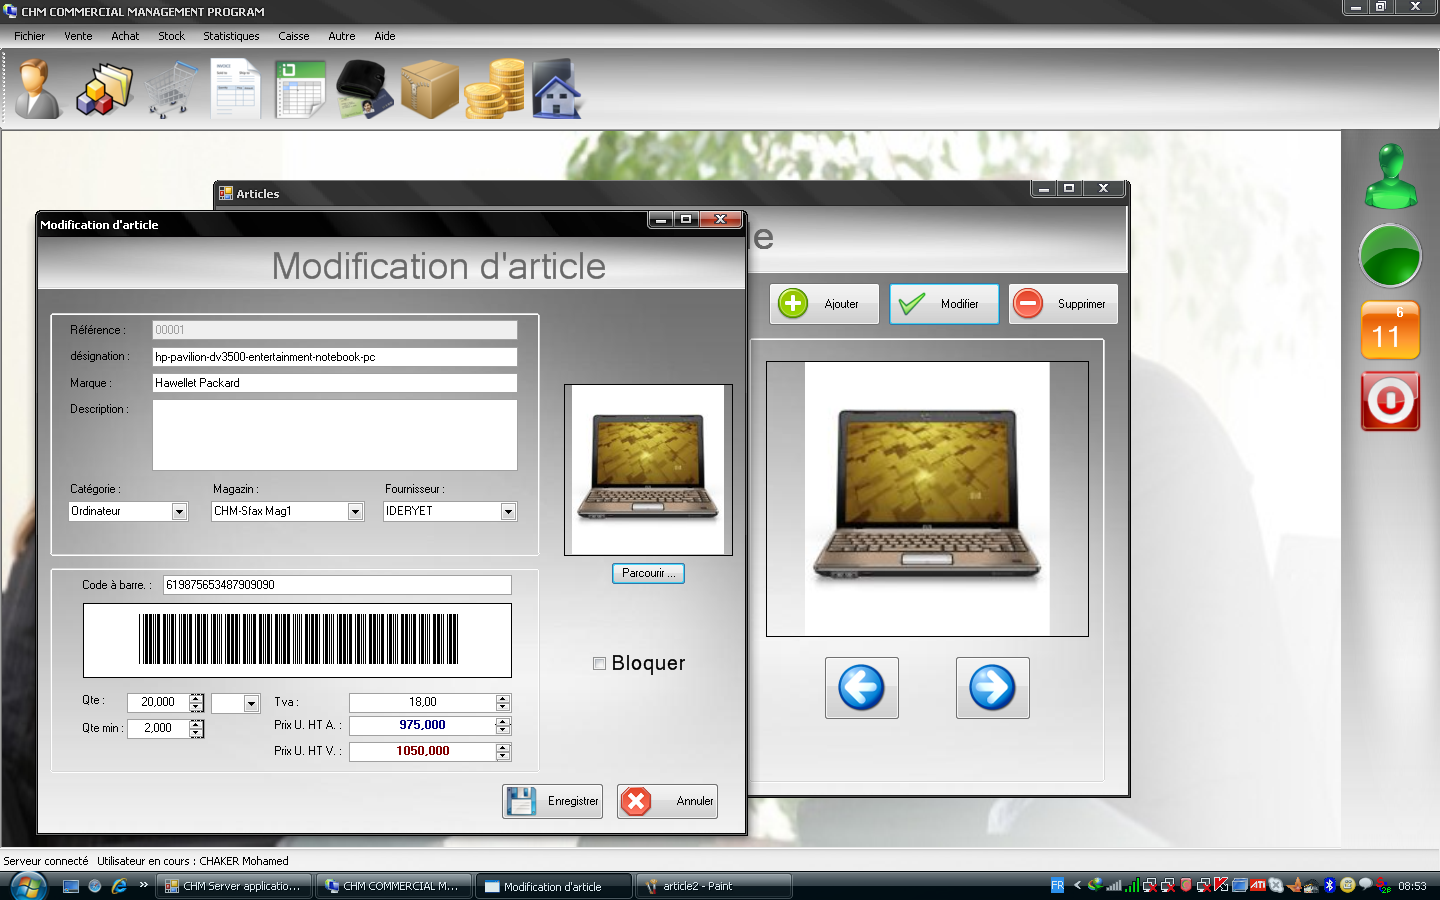 CHM COMMERCIAL MANAGEMENT PROGRAM
Fichier Vente Achat Stock Statistiques Caisse Autre Aide
INVOICE
Articles
Modification d'article
le
Modification d'article
Ajouter Modifier Supprimer
6
11
Référence : 00001
désignation : hp-pavilion-dv3500-entertainment-notebook-pc
Marque : Hawellet Packard
Description :
Catégorie : Magazin : Fournisseur :
Ordinateur CHM-Sfax Mag1 IDERYET
Parcourir ...
Code à barre. : 619875653487909090
Bloquer
Qte : 20,000 Tva : 18,00
Qte min : 2,000 Prix U. HT A. : 975,000
Prix U. HT V. : 1050,000
Enregistrer Annuler
Serveur connecté Utilisateur en cours : CHAKER Mohamed
CHM Server applicatio... CHM COMMERCIAL M... Modification d'article article2 - Paint FR ATI 08:53